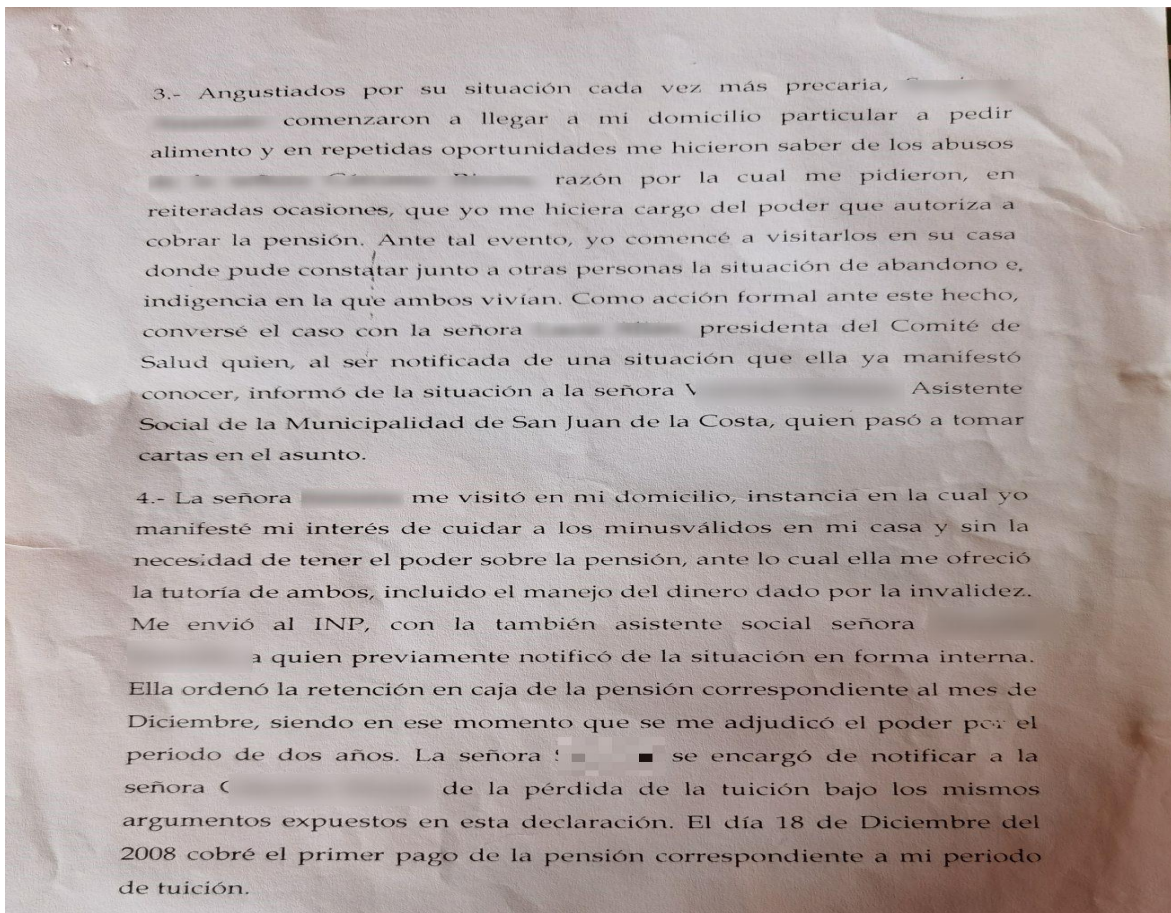 3.- Angustiados por su situación cada vez más precaria,
comenzaron a llegar a mi domicilio particular a pedir
alimento y en repetidas oportunidades me hicieron saber de los abusos
razón por la cual me pidieron, en
reiteradas ocasiones, que yo me hiciera cargo del poder que autoriza a
cobrar la pensión. Ante tal evento, yo comencé a visitarlos en su casa
donde pude constatar junto a otras personas la situación de abandono e,
indigencia en la que ambos vivían. Como acción formal ante este hecho,
conversé el caso con la señora presidenta del Comité de
Salud quien, al ser notificada de una situación que ella ya manifestó
conocer, informó de la situación a la señora Asistente
Social de la Municipalidad de San Juan de la Costa, quien pasó a tomar
cartas en el asunto.
4.- La señora me visitó en mi domicilio, instancia en la cual yo
manifesté mi interés de cuidar a los minusválidos en mi casa y sin la
necesidad de tener el poder sobre la pensión, ante lo cual ella me ofreció
la tutoría de ambos, incluido el manejo del dinero dado por la invalidez.
Me envió al INP, con la también asistente social señora
a quien previamente notificó de la situación en forma interna.
Ella ordenó la retención en caja de la pensión correspondiente al mes de
Diciembre, siendo en ese momento que se me adjudicó el poder por el
periodo de dos años. La señora se encargó de notificar a la
señora de la pérdida de la tuición bajo los mismos
argumentos expuestos en esta declaración. El día 18 de Diciembre del
2008 cobré el primer pago de la pensión correspondiente a mi periodo
de tuición.